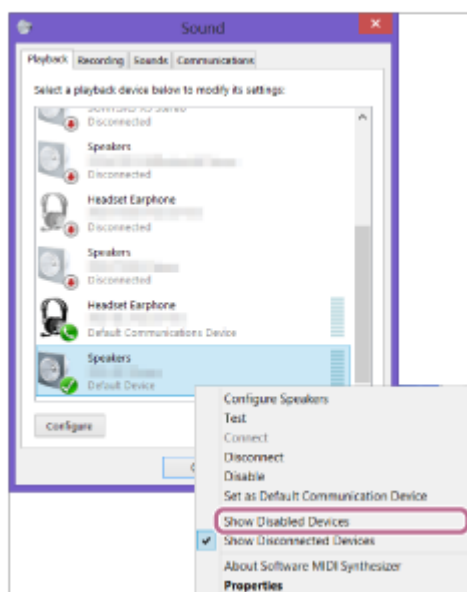 Sound
Playback Recording Sounds Communications
Select a playback device below to modify its settings:
Disconnected
Speakers
Disconnected
Headset Earphone
Disconnected
Speakers
Disconnected
Headset Earphone
Default Communications Device
Speakers
Default Device
Configure
Configure Speakers
Test
Connect
Disconnect
Disable
Set as Default Communication Device
Show Disabled Devices
Show Disconnected Devices
About Software MIDI Synthesizer
Properties